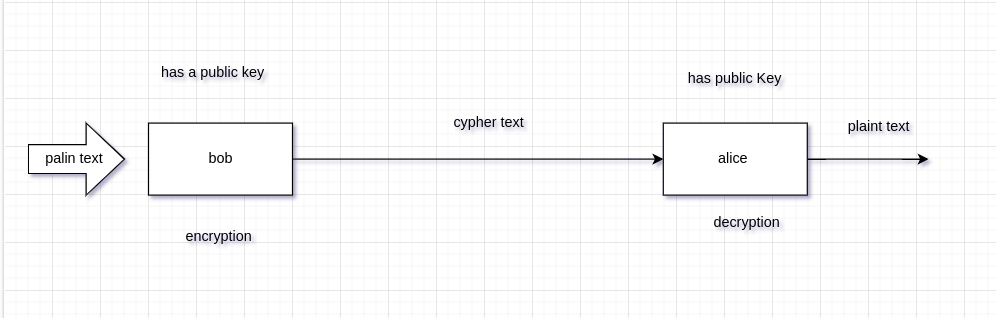 has a public key
has public Key
cypher text
plaint text
palin text
bob
alice
encryption
decryption